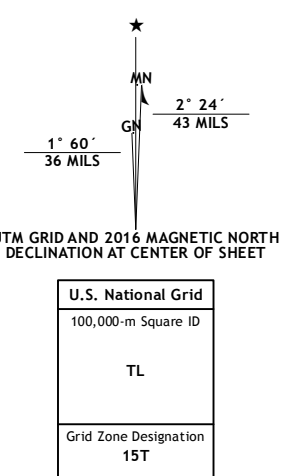 ★
MN
2° 24´
43 MILS
GN
1° 60´
36 MILS
UTM GRID AND 2016 MAGNETIC NORTH
DECLINATION AT CENTER OF SHEET
U.S. National Grid
100,000-m Square ID
TL
Grid Zone Designation
15T